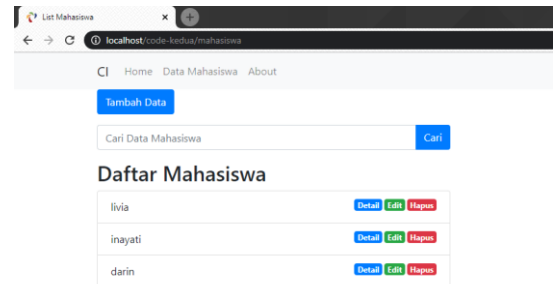 List Mahasiswa
localhost/code-kedua/mahasiswa
CI Home Data Mahasiswa About
Tambah Data
Cari Data Mahasiswa Cari
Daftar Mahasiswa
livia Detail Edit Hapus
inayati Detail Edit Hapus
darin Detail Edit Hapus